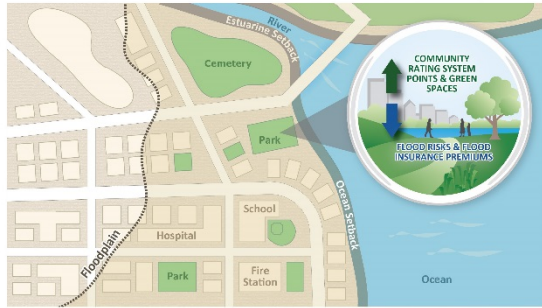 River
Estuarine Setback
Cemetery
COMMUNITY
RATING SYSTEM
POINTS & GREEN
SPACES
FLOOD RISKS & FLOOD
INSURANCE PREMIUMS
Park
Ocean Setback
School
Hospital
Floodplain
Park
Fire
Station
Ocean